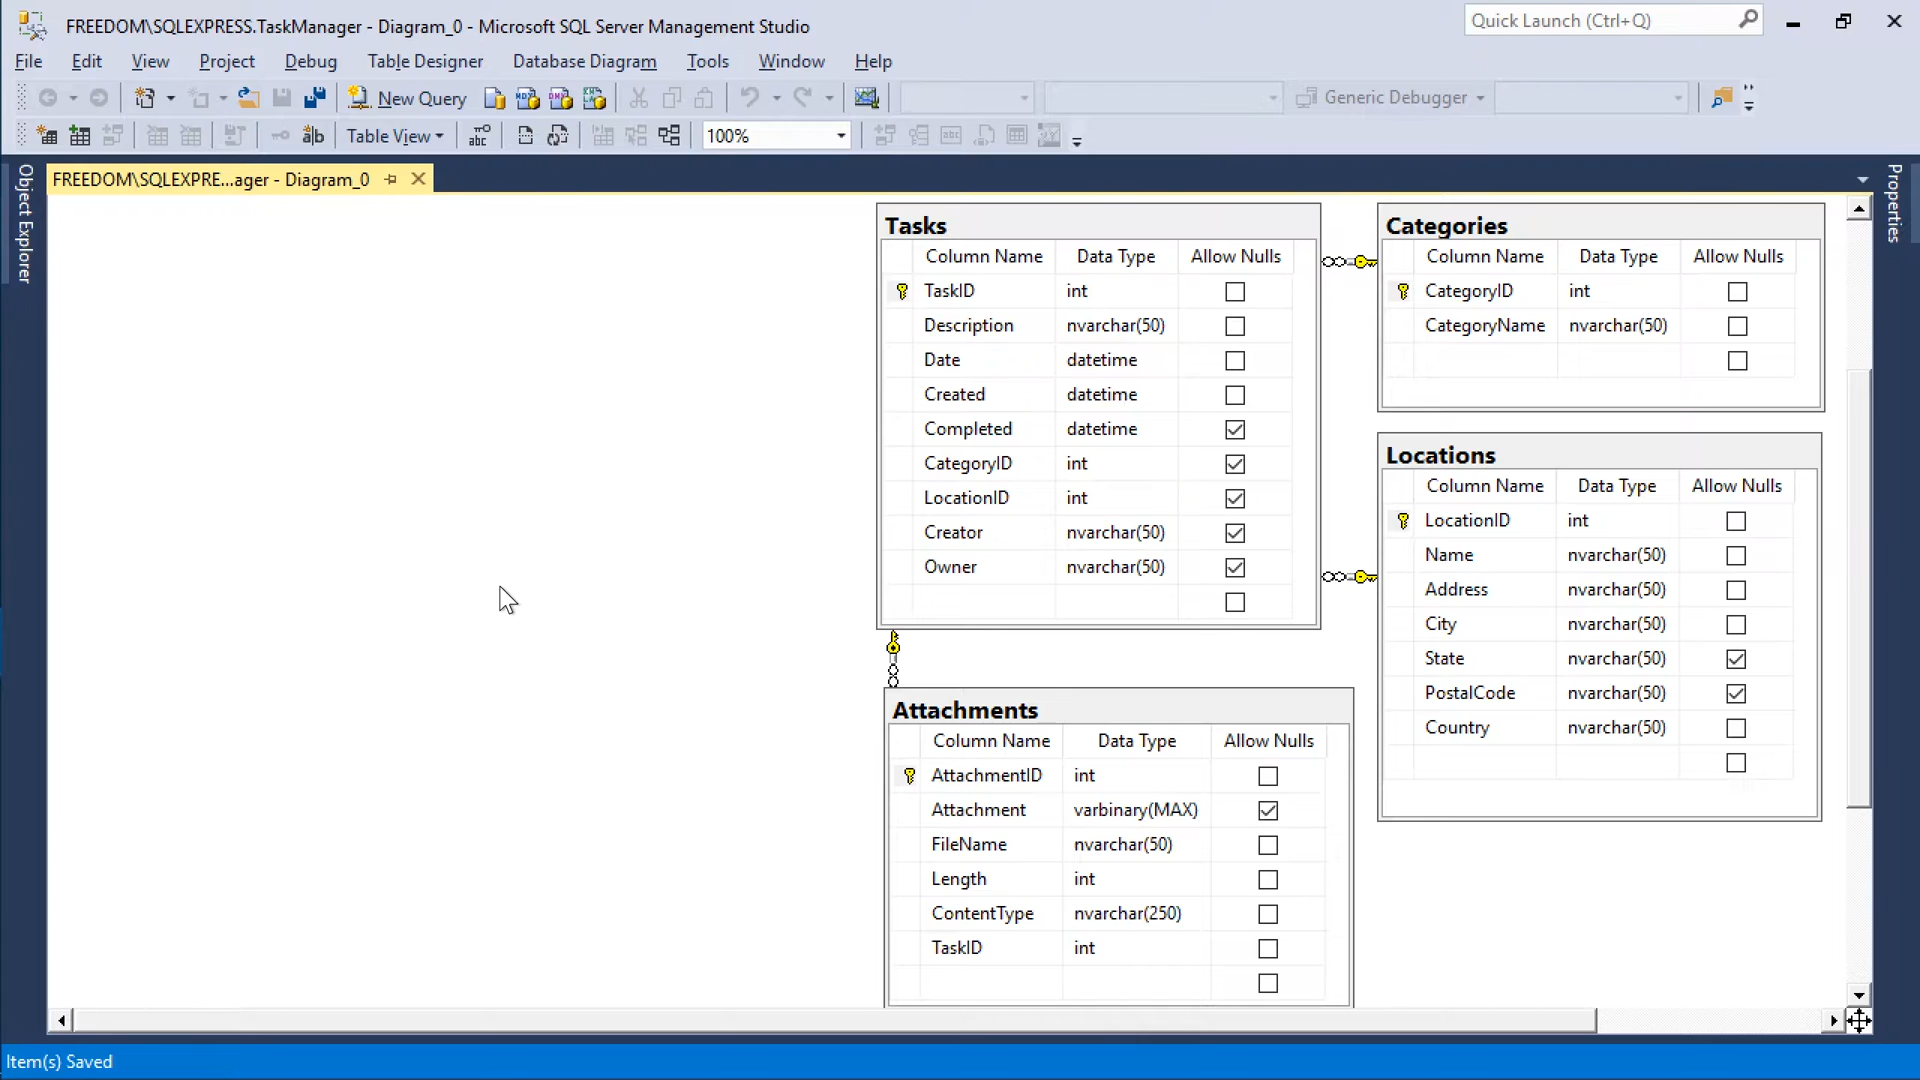 FREEDOM\SQLEXPRESS.TaskManager - Diagram_0 - Microsoft SQL Server Management Studio
Quick Launch (Ctrl+Q)
File Edit View Project Debug Table Designer Database Diagram Tools Window Help
New Query
Generic Debugger
Table View
100%
FREEDOM\SQLEXPRE...ager - Diagram_0
Object Explorer
Properties
Tasks
Column Name Data Type Allow Nulls
TaskID int
Description nvarchar(50)
Date datetime
Created datetime
Completed datetime
CategoryID int
LocationID int
Creator nvarchar(50)
Owner nvarchar(50)
Categories
Column Name Data Type Allow Nulls
CategoryID int
CategoryName nvarchar(50)
Locations
Column Name Data Type Allow Nulls
LocationID int
Name nvarchar(50)
Address nvarchar(50)
City nvarchar(50)
State nvarchar(50)
PostalCode nvarchar(50)
Country nvarchar(50)
Attachments
Column Name Data Type Allow Nulls
AttachmentID int
Attachment varbinary(MAX)
FileName nvarchar(50)
Length int
ContentType nvarchar(250)
TaskID int
Item(s) Saved